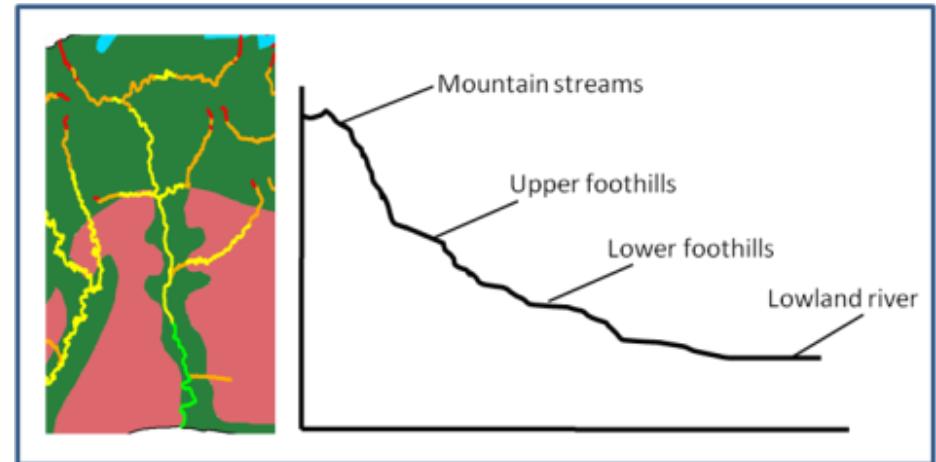 Mountain streams
Upper foothills
Lower foothills
Lowland river